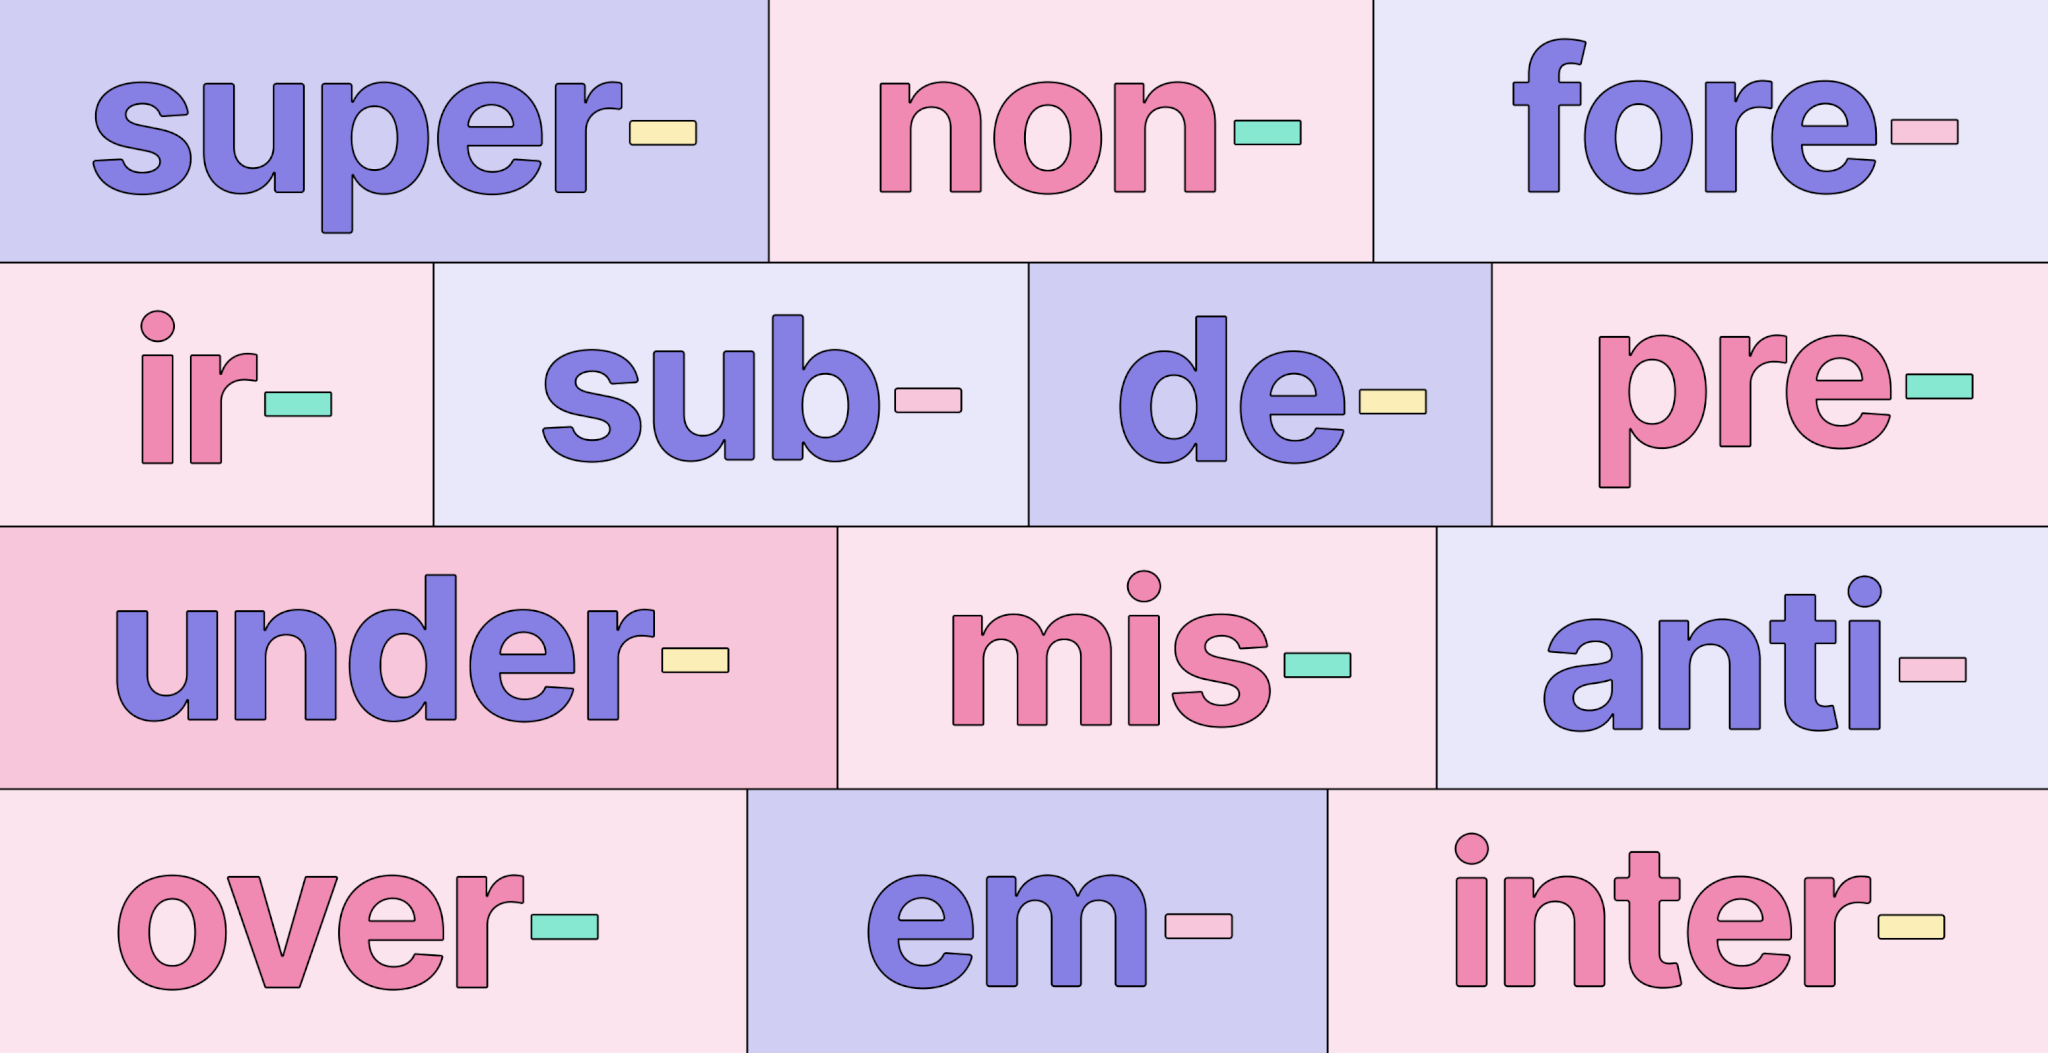 super- non- fore-
ir- sub- de- pre-
under- mis- anti-
over- em- inter-